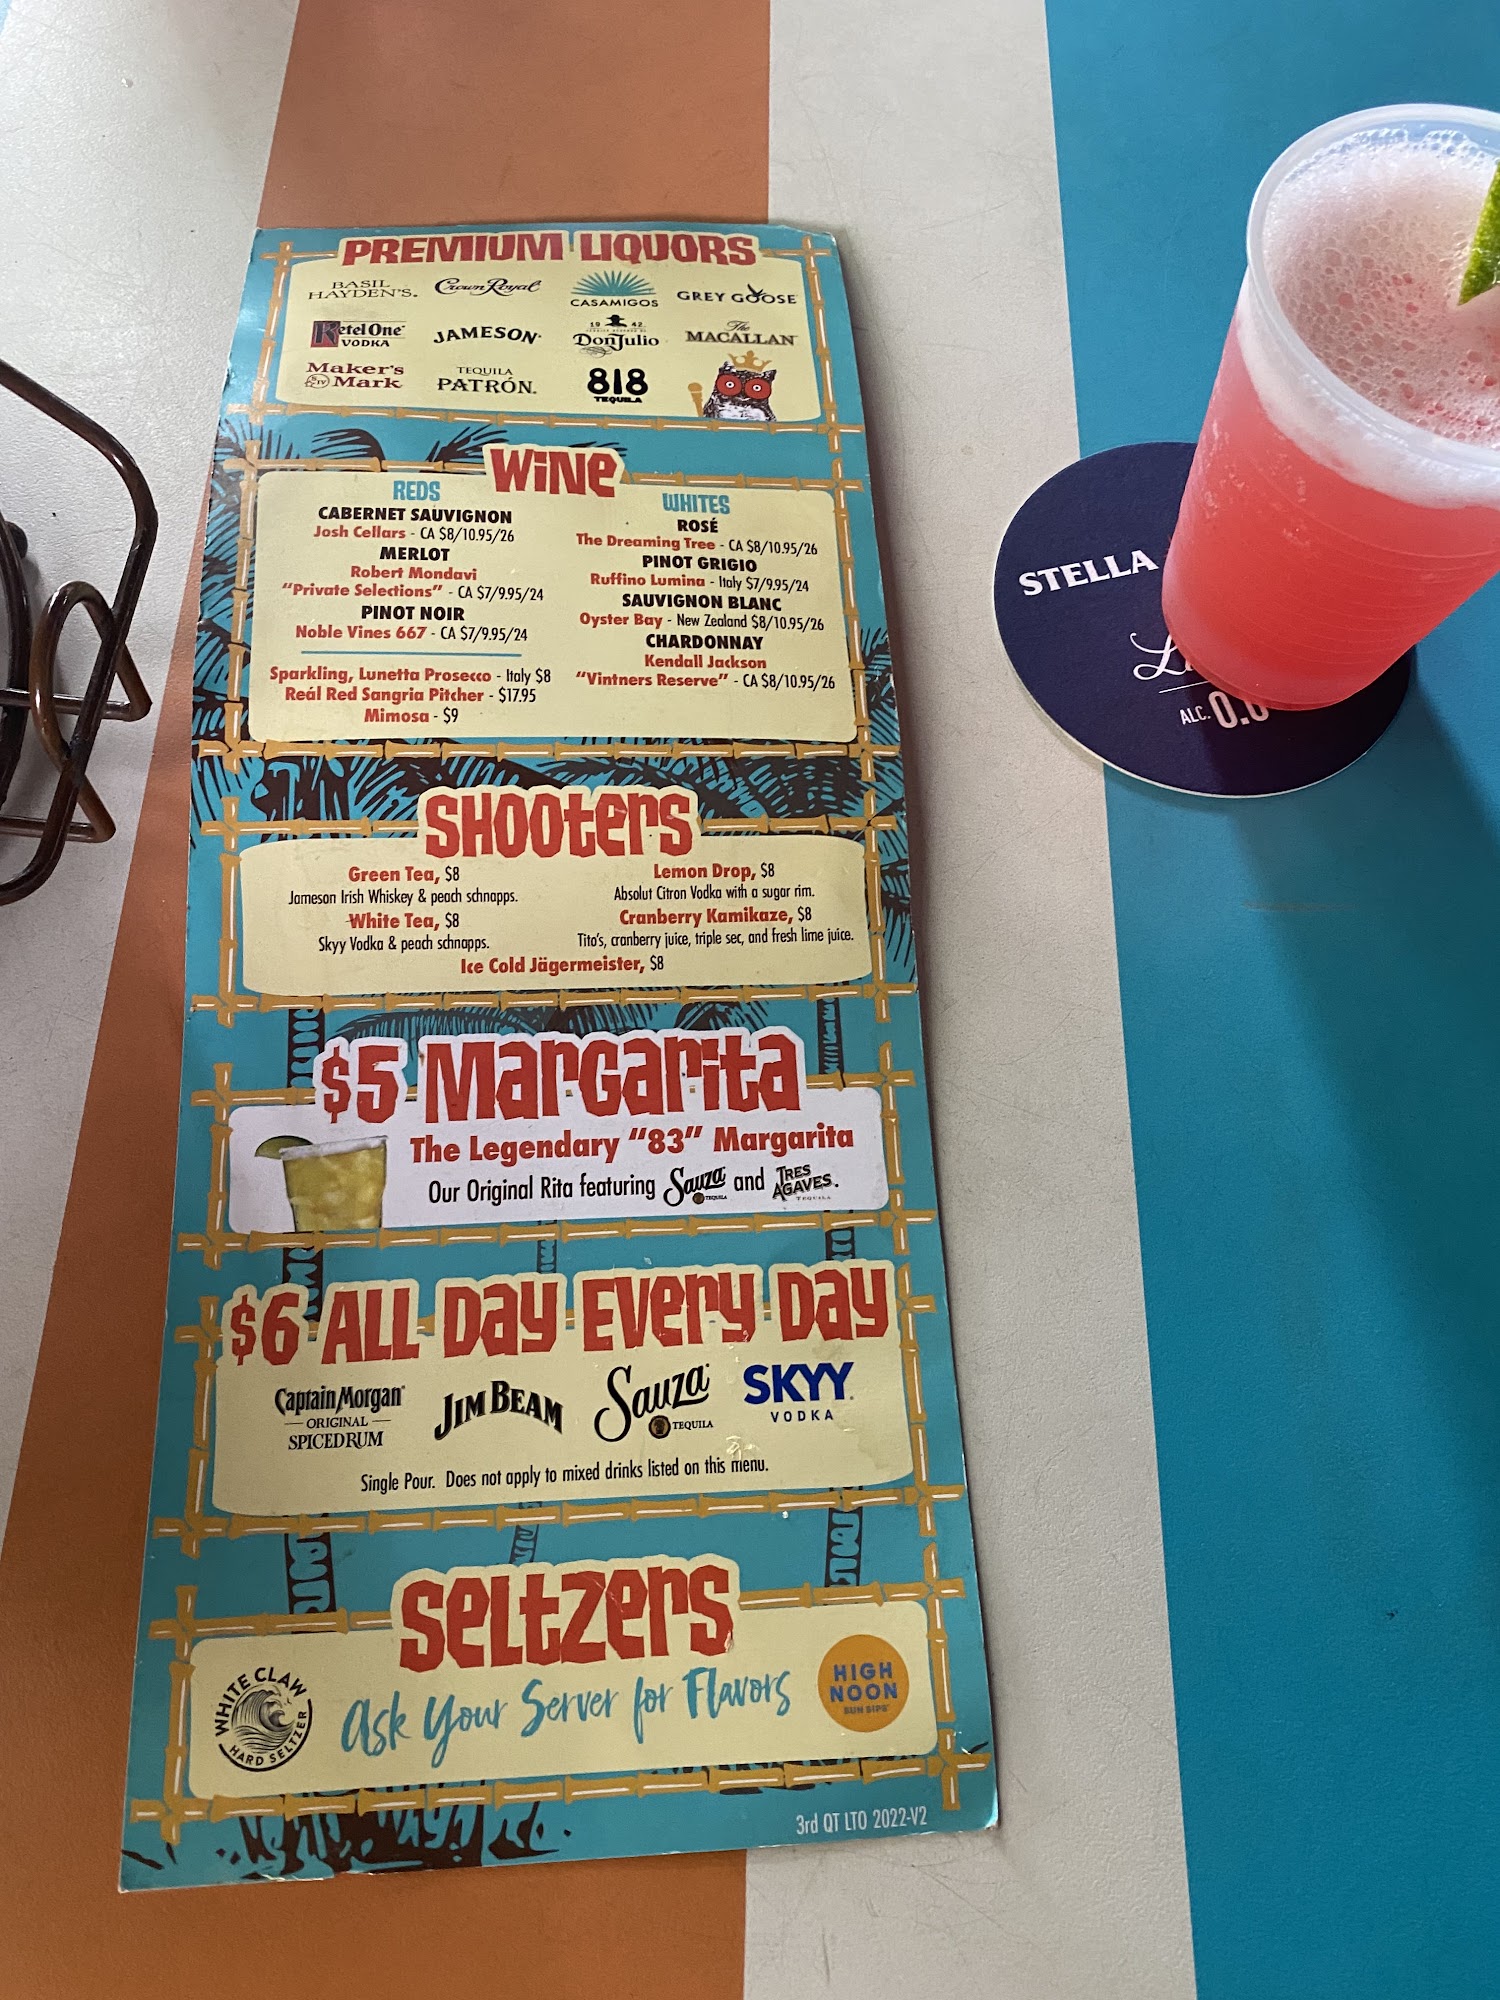 PREMIUM LIQUORS
BASIL HAYDEN'S.
Crown Royal
CASAMIGOS
GREY GOOSE
Ketel One
VODKA
JAMESON
19 42
Don Julio
The MACALLAN
Maker's Mark
TEQUILA PATRÓN.
818
TEQUILA
WiNe
REDS
CABERNET SAUVIGNON
Josh Cellars - CA $8/10.95/26
MERLOT
Robert Mondavi
"Private Selections" - CA $7/9.95/24
PINOT NOIR
Noble Vines 667 - CA $7/9.95/24
Sparkling, Lunetta Prosecco - Italy $8
Reál Red Sangria Pitcher - $17.95
Mimosa - $9
WHITES
ROSÉ
The Dreaming Tree - CA $8/10.95/26
PINOT GRIGIO
Ruffino Lumina - Italy $7/9.95/24
SAUVIGNON BLANC
Oyster Bay - New Zealand $8/10.95/26
CHARDONNAY
Kendall Jackson
"Vintners Reserve" - CA $8/10.95/26
SHOOTERS
Green Tea, $8
Jameson Irish Whiskey & peach schnapps.
White Tea, $8
Skyy Vodka & peach schnapps.
Lemon Drop, $8
Absolut Citron Vodka with a sugar rim.
Cranberry Kamikaze, $8
Tito's, cranberry juice, triple sec, and fresh lime juice.
Ice Cold Jägermeister, $8
$5 Margarita
The Legendary "83" Margarita
Our Original Rita featuring Sauza TEQUILA and TRES AGAVES TEQUILA.
$6 ALL Day Every Day
Captain Morgan
ORIGINAL
SPICED RUM
JIM BEAM
Sauza
TEQUILA
SKYY
VODKA
Single Pour. Does not apply to mixed drinks listed on this menu.
Seltzers
WHITE CLAW
HARD SELTZER
Ask Your Server for Flavors
HIGH NOON
SUN SIPS
3rd QT LTO 2022-V2
STELLA
ALC. 0.0